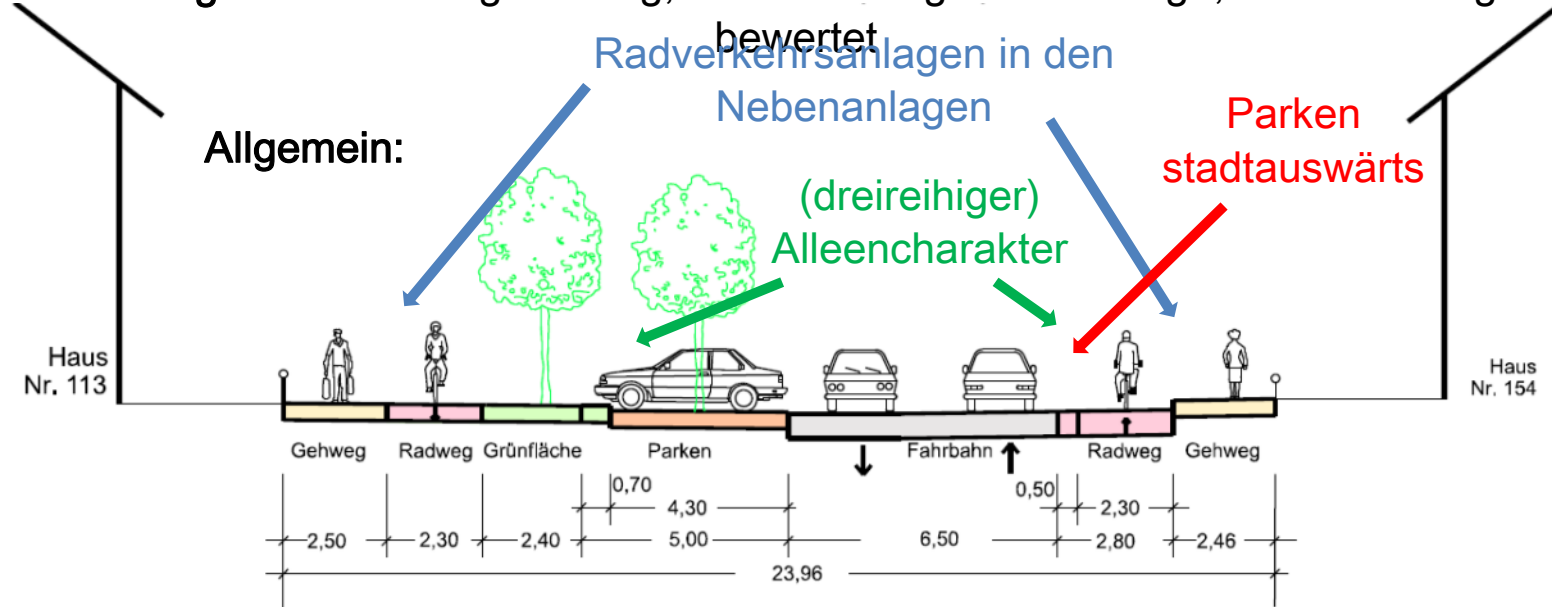 bewertet
Radverkehrsanlagen in den
Nebenanlagen
Allgemein:
Parken
stadtauswärts
(dreireihiger)
Alleencharakter
Haus
Nr. 113
Haus
Nr. 154
Gehweg Radweg Grünfläche Parken Fahrbahn Radweg Gehweg
0,70 0,50
4,30 2,30
2,50 2,30 2,40 5,00 6,50 2,80 2,46
23,96